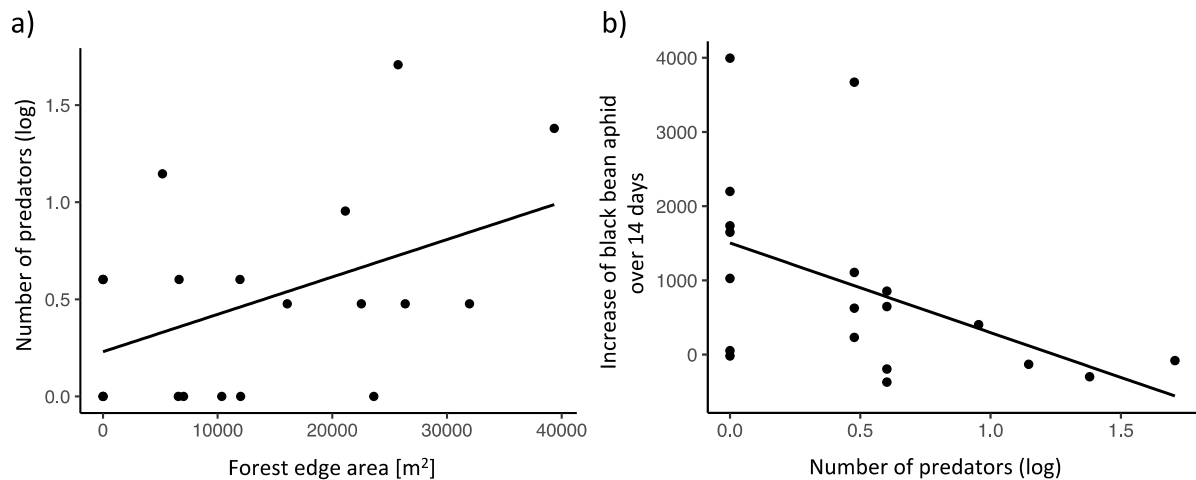 a)
Number of predators (log)
1.5
1.0
0.5
0.0
0
10000
20000
30000
40000
Forest edge area [m²]
b)
Increase of black bean aphid
over 14 days
4000
3000
2000
1000
0
0.0
0.5
1.0
1.5
Number of predators (log)